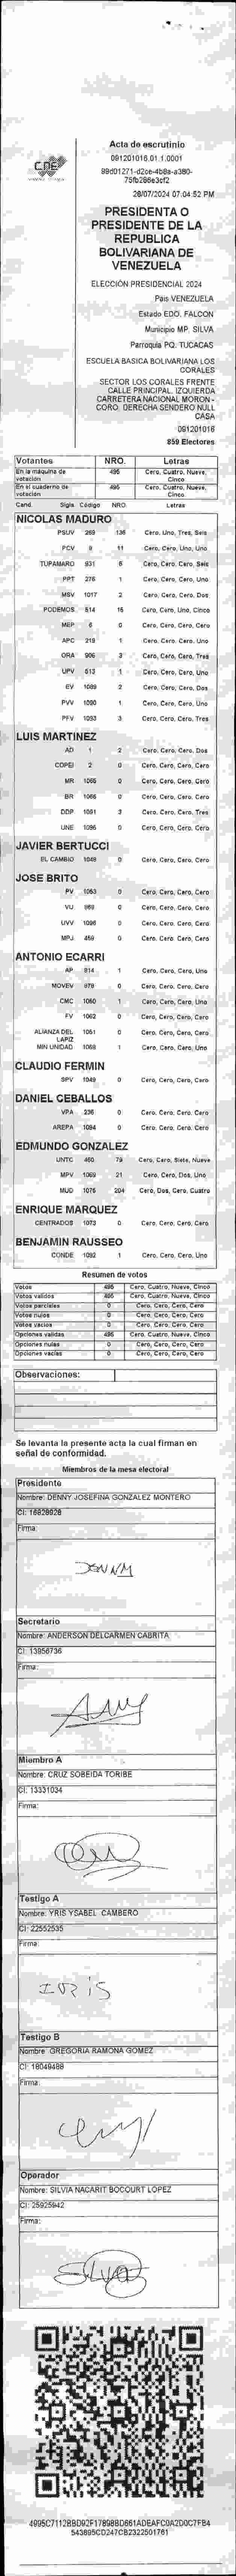 Acta de escrutinio
091201016.01.1.0001
28/07/2024 07:04:52 PM
CNE
PRESIDENTA O
PRESIDENTE DE LA
REPUBLICA
BOLIVARIANA DE
VENEZUELA
ELECCIÓN PRESIDENCIAL 2024
Pais VENEZUELA
Estado EDO. FALCON
Municipio MP. SILVA
Parroquia PQ. TUCACAS
ESCUELA BASICA BOLIVARIANA LOS
CORALES
SECTOR LOS CORALES FRENTE
CALLE PRINCIPAL. IZQUIERDA
CARRETERA NACIONAL MORON -
CORO. DERECHA SENDERO NULL
CASA
091201016
859 Electores
Votantes NRO. Letras
En la máquina de votación 495 Cero, Cuatro, Nueve, Cinco
En el cuaderno de votación 495 Cero, Cuatro, Nueve, Cinco
Cand. Sigla Código NRO. Letras
NICOLAS MADURO
PSUV 269 136 Cero, Uno, Tres, Seis
PCV 9 11 Cero, Cero, Uno, Uno
TUPAMARO 931 6 Cero, Cero, Cero, Seis
PPT 276 1 Cero, Cero, Cero, Uno
MSV 1017 2 Cero, Cero, Cero, Dos
PODEMOS 514 15 Cero, Cero, Uno, Cinco
MEP 6 0 Cero, Cero, Cero, Cero
APC 219 1 Cero, Cero, Cero, Uno
ORA 906 3 Cero, Cero, Cero, Tres
UPV 513 1 Cero, Cero, Cero, Uno
EV 1089 2 Cero, Cero, Cero, Dos
PVV 1090 1 Cero, Cero, Cero, Uno
PFV 1093 3 Cero, Cero, Cero, Tres
LUIS MARTINEZ
AD 1 2 Cero, Cero, Cero, Dos
COPEI 2 0 Cero, Cero, Cero, Cero
MR 1065 0 Cero, Cero, Cero, Cero
BR 1066 0 Cero, Cero, Cero, Cero
DDP 1091 3 Cero, Cero, Cero, Tres
UNE 1096 0 Cero, Cero, Cero, Cero
JAVIER BERTUCCI
EL CAMBIO 1048 0 Cero, Cero, Cero, Cero
JOSE BRITO
PV 1063 0 Cero, Cero, Cero, Cero
VU 969 0 Cero, Cero, Cero, Cero
UVV 1098 0 Cero, Cero, Cero, Cero
MPJ 459 0 Cero, Cero, Cero, Cero
ANTONIO ECARRI
AP 914 1 Cero, Cero, Cero, Uno
MOVEV 979 0 Cero, Cero, Cero, Cero
CMC 1060 1 Cero, Cero, Cero, Uno
FV 1062 0 Cero, Cero, Cero, Cero
ALIANZA DEL LAPIZ 1051 0 Cero, Cero, Cero, Cero
MIN UNIDAD 1068 1 Cero, Cero, Cero, Uno
CLAUDIO FERMIN
SPV 1049 0 Cero, Cero, Cero, Cero
DANIEL CEBALLOS
VPA 236 0 Cero, Cero, Cero, Cero
AREPA 1084 0 Cero, Cero, Cero, Cero
EDMUNDO GONZALEZ
UNTC 460 79 Cero, Cero, Siete, Nueve
MPV 1069 21 Cero, Cero, Dos, Uno
MUD 1076 204 Cero, Dos, Cero, Cuatro
ENRIQUE MARQUEZ
CENTRADOS 1073 0 Cero, Cero, Cero, Cero
BENJAMIN RAUSSEO
CONDE 1092 1 Cero, Cero, Cero, Uno
Resumen de votos
Votos 495 Cero, Cuatro, Nueve, Cinco
Votos validos 495 Cero, Cuatro, Nueve, Cinco
Votos parciales 0 Cero, Cero, Cero, Cero
Votos nulos 0 Cero, Cero, Cero, Cero
Votos vacios 0 Cero, Cero, Cero, Cero
Opciones validas 495 Cero, Cuatro, Nueve, Cinco
Opciones nulas 0 Cero, Cero, Cero, Cero
Opciones vacias 0 Cero, Cero, Cero, Cero
Observaciones:
Se levanta la presente acta la cual firman en
señal de conformidad.
Miembros de la mesa electoral
Presidente
Nombre: DENNY JOSEFINA GONZALEZ MONTERO
CI: 16828928
Firma:
Secretario
Nombre: ANDERSON DELCARMEN CABRITA
CI: 13956736
Firma:
Miembro A
Nombre: CRUZ SOBEIDA TORIBE
CI: 13331034
Firma:
Testigo A
Nombre: YRIS YSABEL CAMBERO
CI: 22552535
Firma:
IRIS
Testigo B
Nombre: GREGORIA RAMONA GOMEZ
CI: 18049488
Firma:
Operador
Nombre: SILVIA NACARIT BOCOURT LOPEZ
CI: 25925942
Firma:
Silvia